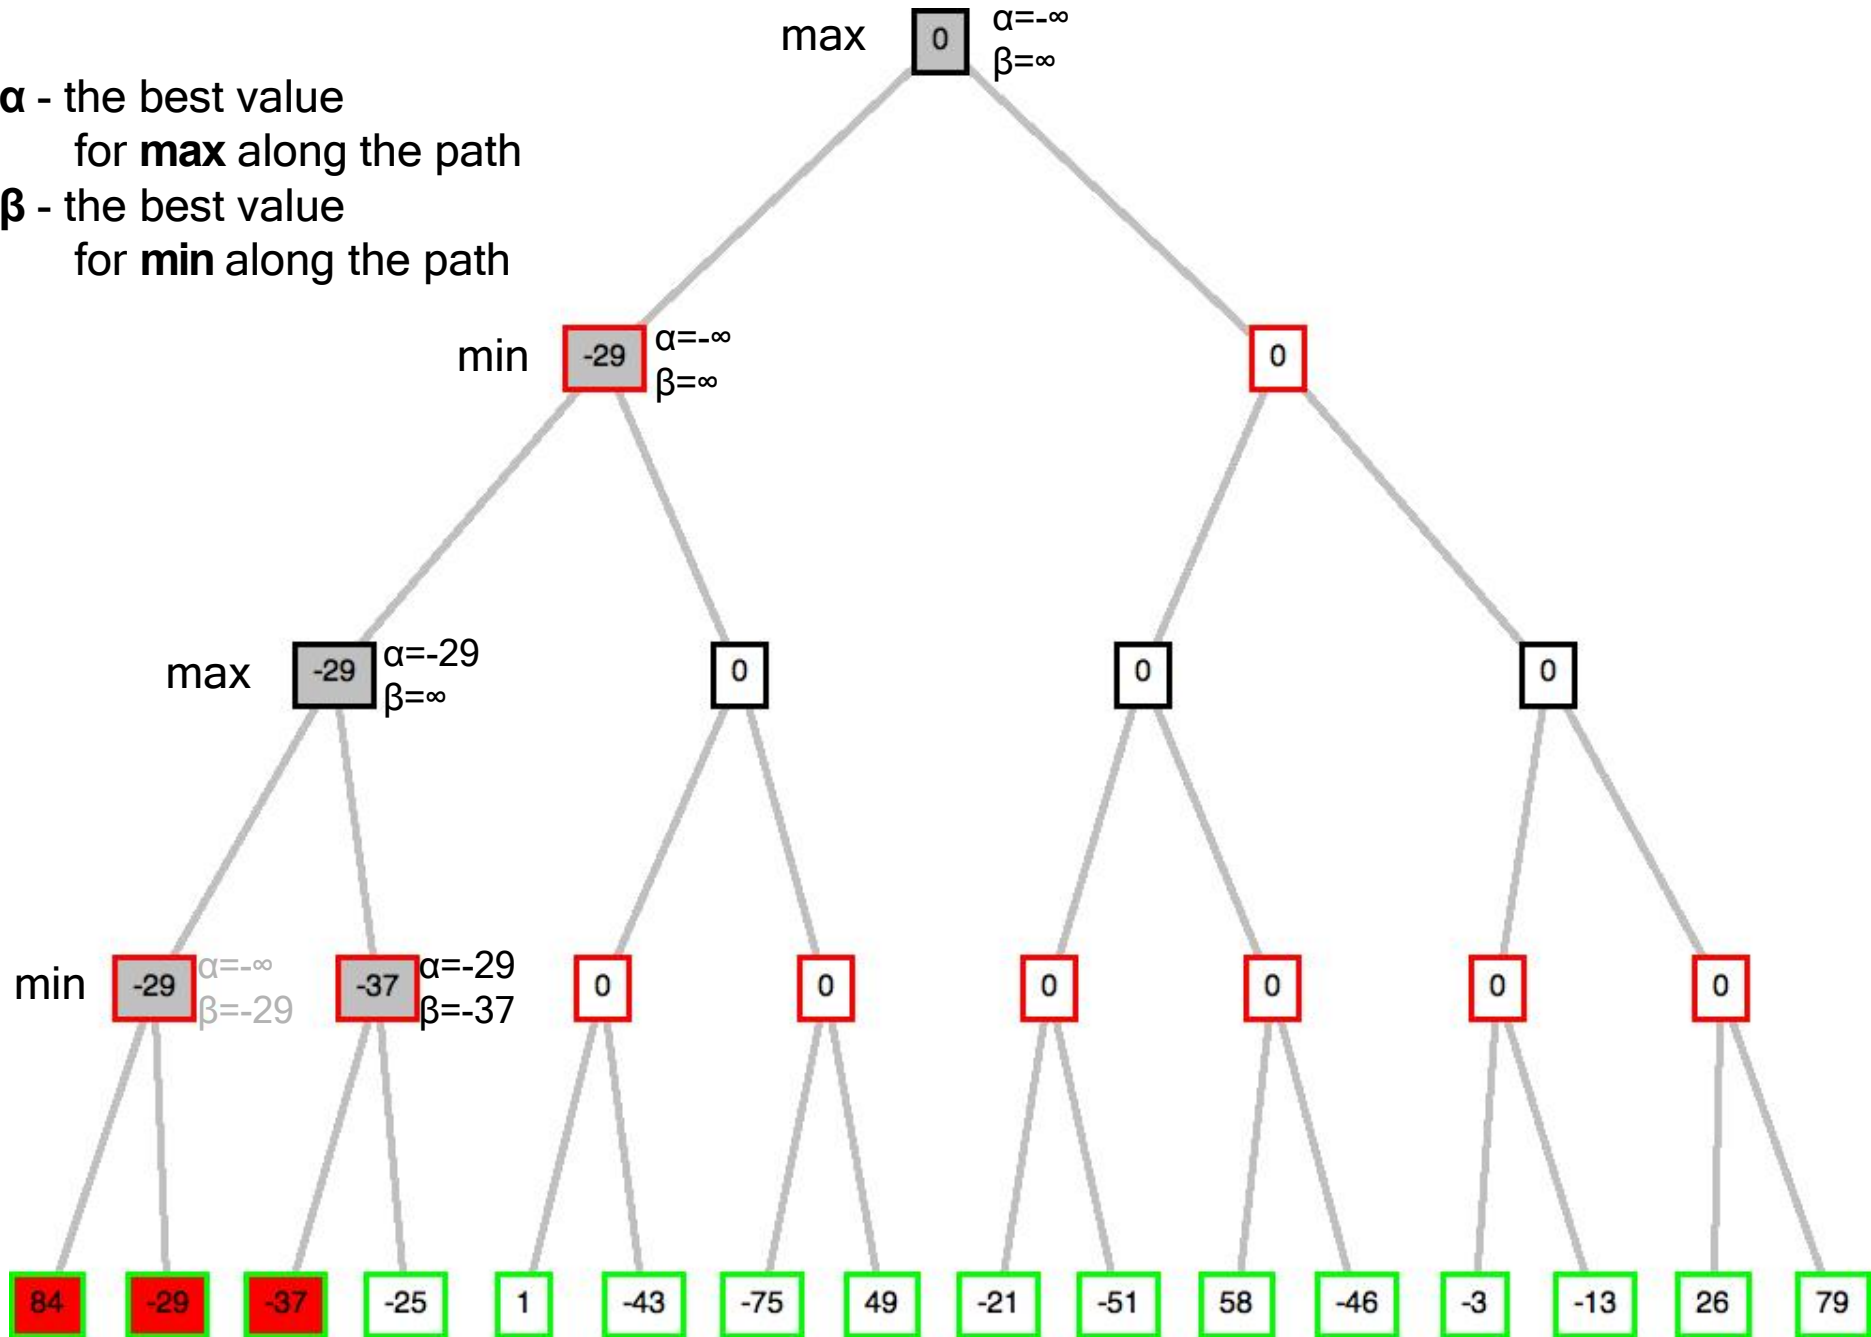 max 0 α=-∞
β=∞
α - the best value
for max along the path
β - the best value
for min along the path
min -29 α=-∞
β=∞
0
max -29 α=-29
β=∞
0 0 0
min -29 α=-∞
β=-29
-37 α=-29
β=-37
0 0 0 0 0 0
84 -29 -37 -25 1 -43 -75 49 -21 -51 58 -46 -3 -13 26 79